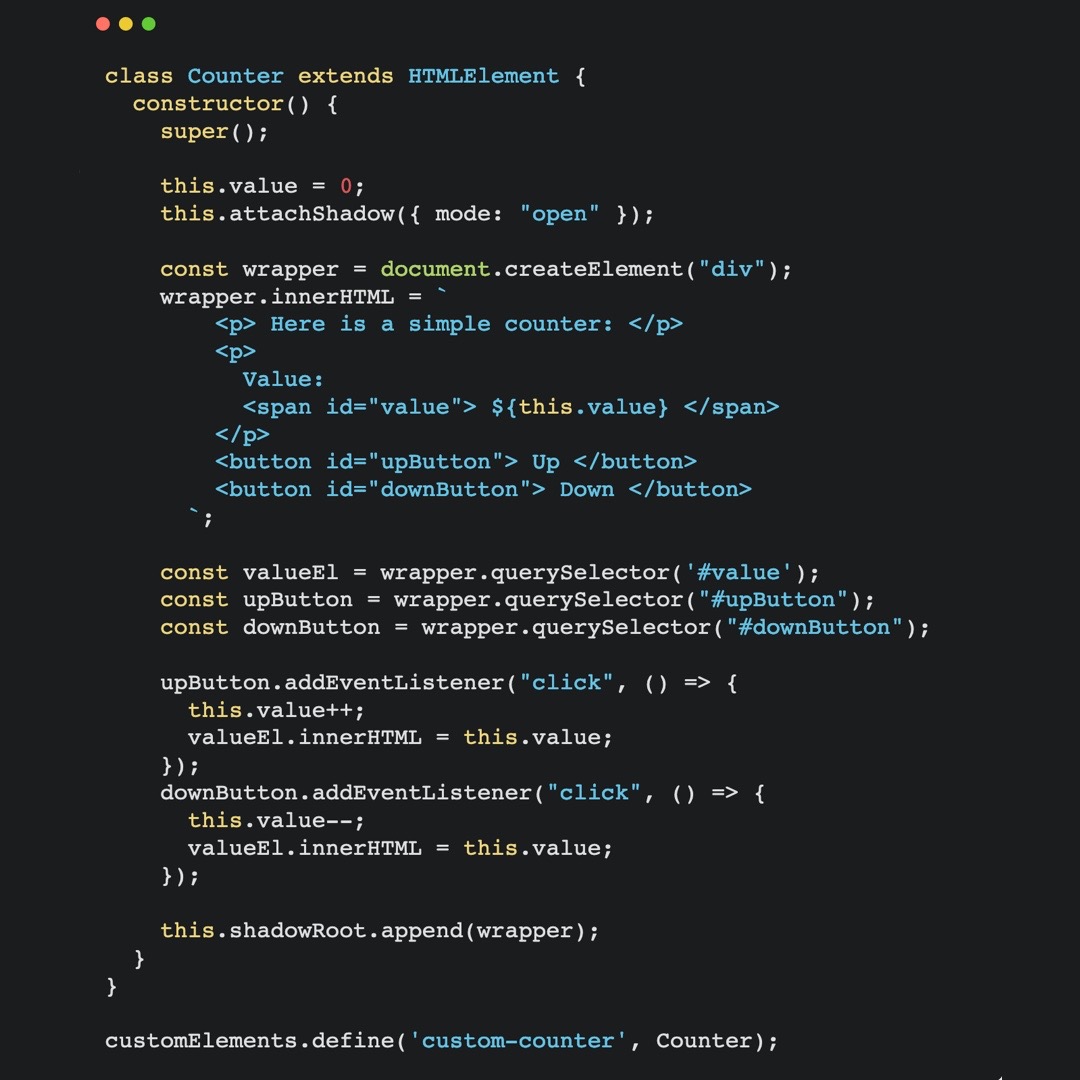 class Counter extends HTMLElement {
  constructor() {
    super();

    this.value = 0;
    this.attachShadow({ mode: "open" });

    const wrapper = document.createElement("div");
    wrapper.innerHTML = `
        <p> Here is a simple counter: </p>
        <p>
          Value:
          <span id="value"> ${this.value} </span>
        </p>
        <button id="upButton"> Up </button>
        <button id="downButton"> Down </button>
      `;

    const valueEl = wrapper.querySelector('#value');
    const upButton = wrapper.querySelector("#upButton");
    const downButton = wrapper.querySelector("#downButton");

    upButton.addEventListener("click", () => {
      this.value++;
      valueEl.innerHTML = this.value;
    });
    downButton.addEventListener("click", () => {
      this.value--;
      valueEl.innerHTML = this.value;
    });

    this.shadowRoot.append(wrapper);
  }
}

customElements.define('custom-counter', Counter);